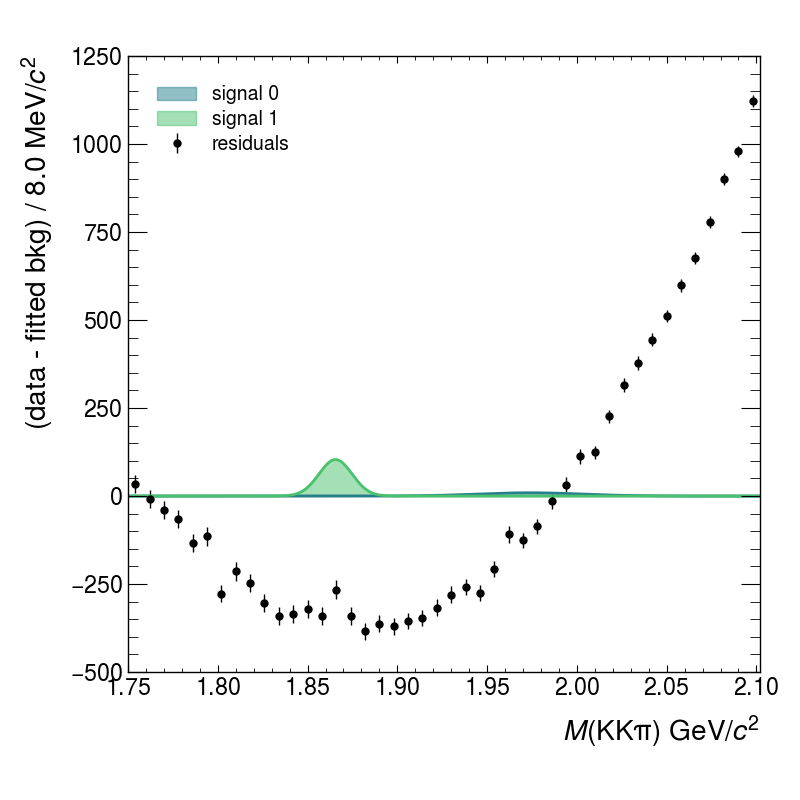 (data - fitted bkg) / 8.0 MeV/c²
1250
1000
750
500
250
0
−250
−500
signal 0
signal 1
residuals
1.75 1.80 1.85 1.90 1.95 2.00 2.05 2.10
M(KKπ) GeV/c²